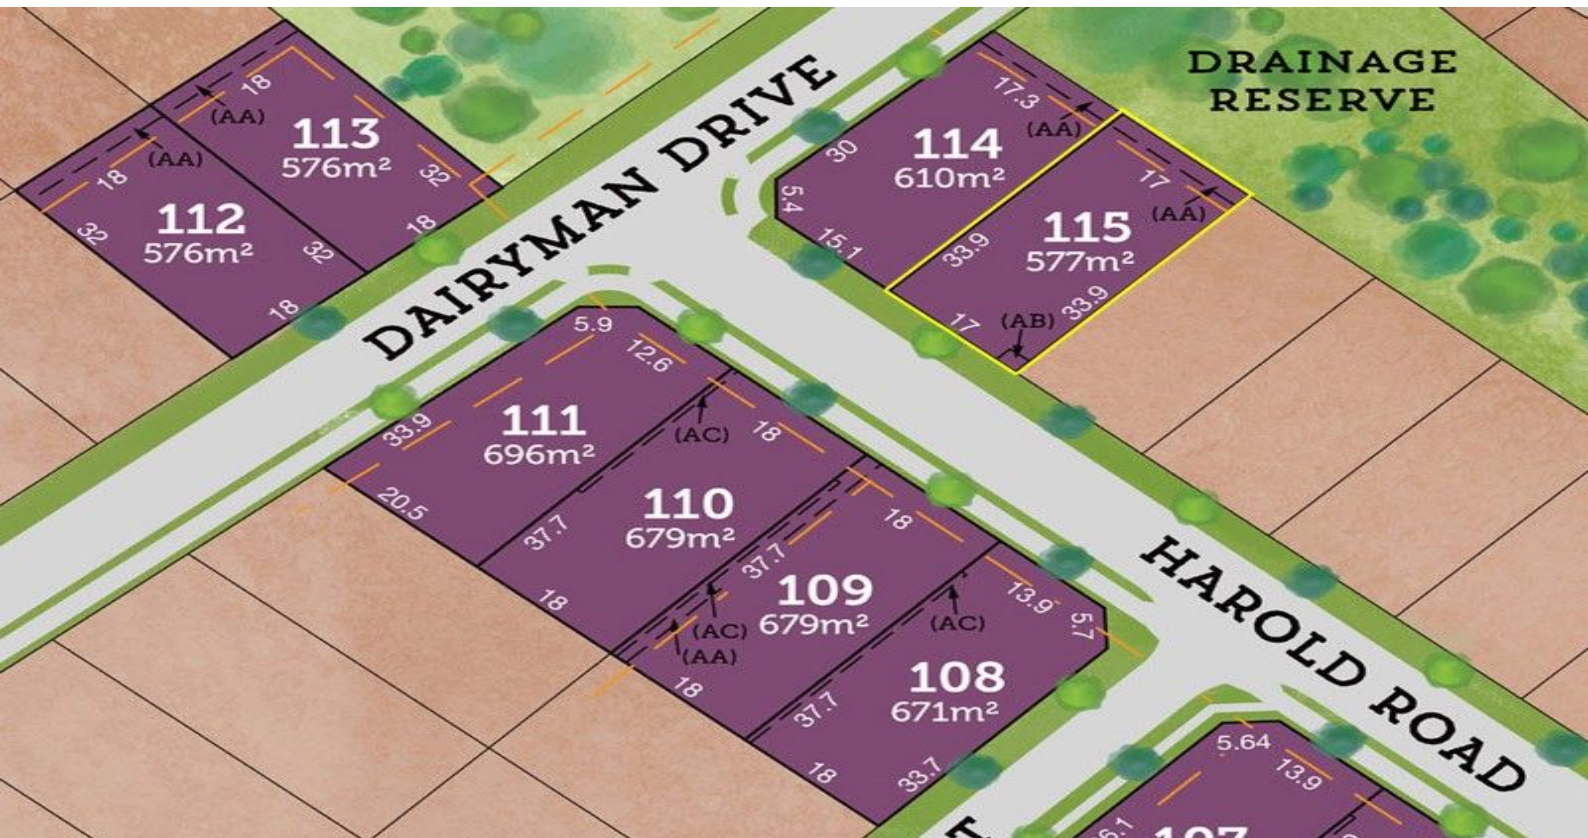 DRAINAGE
RESERVE
DAIRYMAN DRIVE
HAROLD ROAD
18
(AA)
113
576m²
32
18
(AA)
18
112
576m²
32
32
18
17.3
(AA)
114
610m²
30
5.4
15.1
17
(AA)
115
577m²
33.9
33.9
17
(AB)
5.9
12.6
111
696m²
33.9
20.5
(AC)
18
110
679m²
37.7
18
18
37.7
109
679m²
(AC)
(AA)
18
13.9
5.7
(AC)
108
671m²
37.7
18
33.7
5.64
13.9